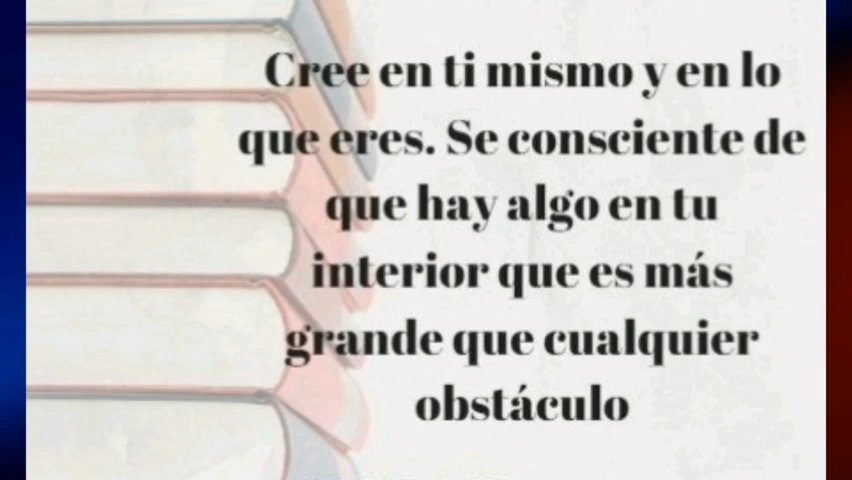 Cree en ti mismo y en lo
que eres. Se consciente de
que hay algo en tu
interior que es más
grande que cualquier
obstáculo